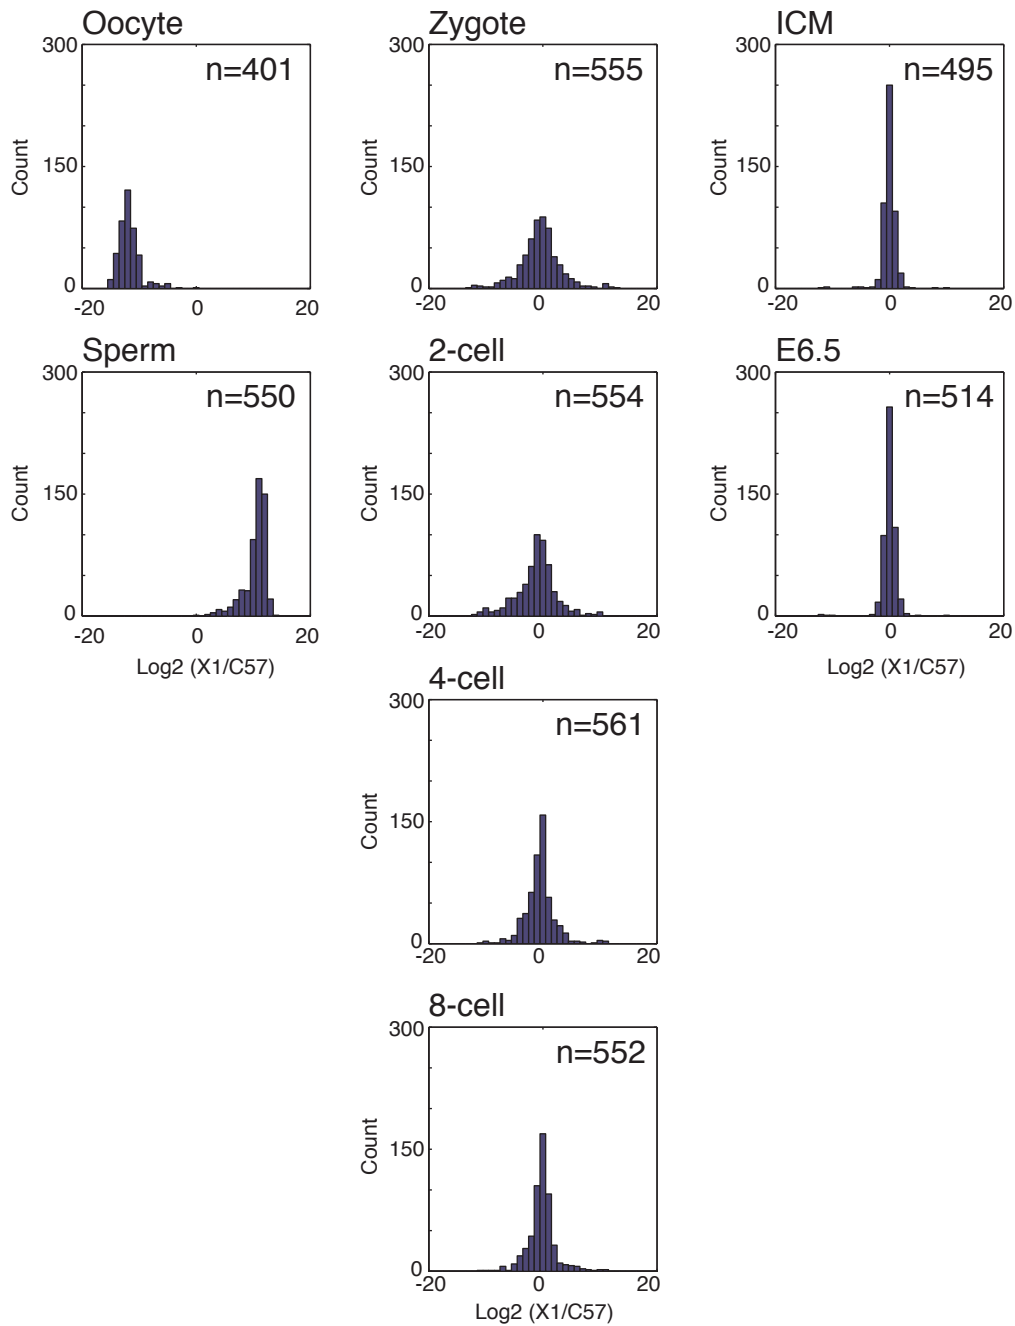 Oocyte
300
n=401
Count
150
0
-20 0 20
Sperm
300
n=550
Count
150
0
-20 0 20
Log2 (X1/C57)
Zygote
300
n=555
Count
150
0
-20 0 20
2-cell
300
n=554
Count
150
0
-20 0 20
4-cell
300
n=561
Count
150
0
-20 0 20
8-cell
300
n=552
Count
150
0
-20 0 20
Log2 (X1/C57)
ICM
300
n=495
Count
150
0
-20 0 20
E6.5
300
n=514
Count
150
0
-20 0 20
Log2 (X1/C57)